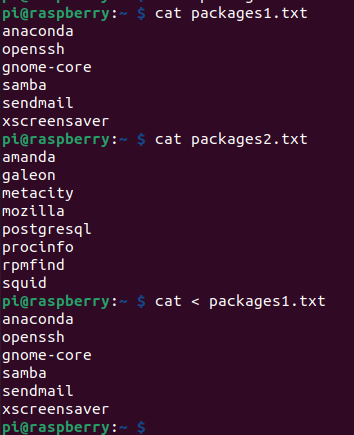 pi@raspberry:~ $ cat packages1.txt
anaconda
openssh
gnome-core
samba
sendmail
xscreensaver
pi@raspberry:~ $ cat packages2.txt
amanda
galeon
metacity
mozilla
postgresql
procinfo
rpmfind
squid
pi@raspberry:~ $ cat < packages1.txt
anaconda
openssh
gnome-core
samba
sendmail
xscreensaver
pi@raspberry:~ $